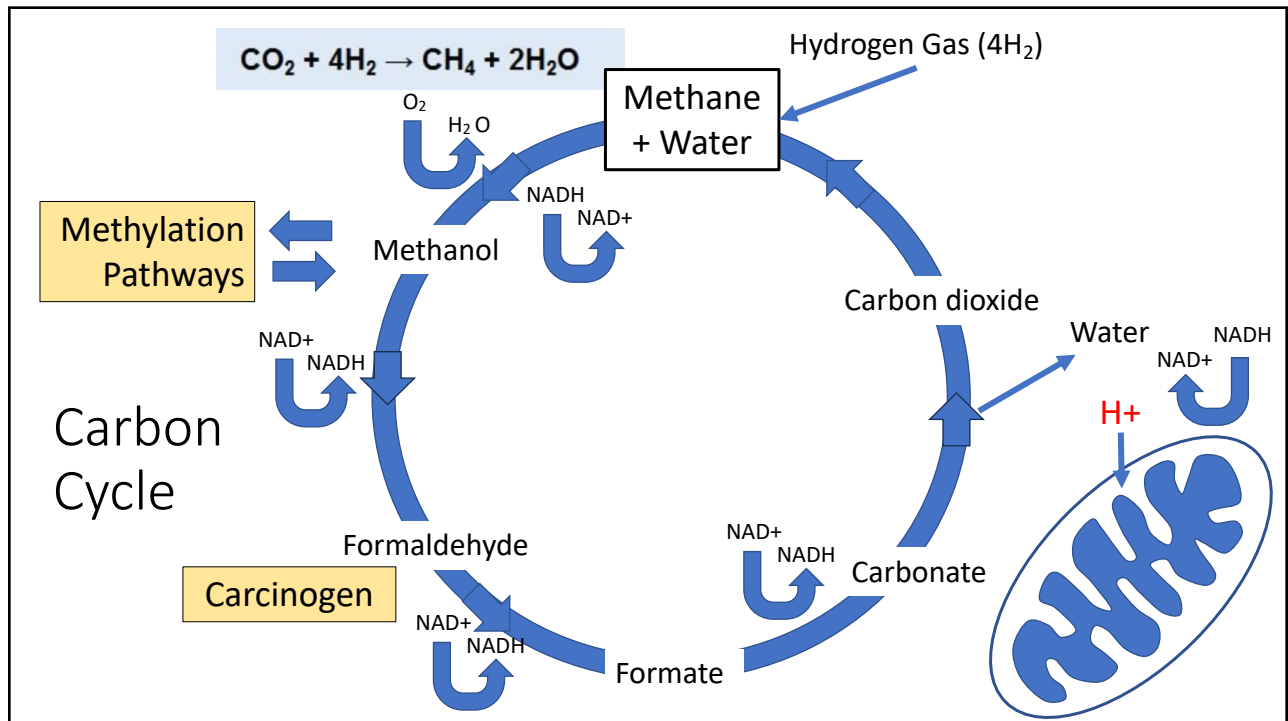 CO₂ + 4H₂ → CH₄ + 2H₂O
Hydrogen Gas (4H₂)
Methane
+ Water
O₂
H₂ O
NADH
NAD+
Methylation
Pathways
Methanol
Carbon dioxide
Water
NADH
NAD+
NAD+
NADH
H+
Carbon
Cycle
Formaldehyde
Carcinogen
NAD+
NADH
NAD+
NADH
Carbonate
Formate